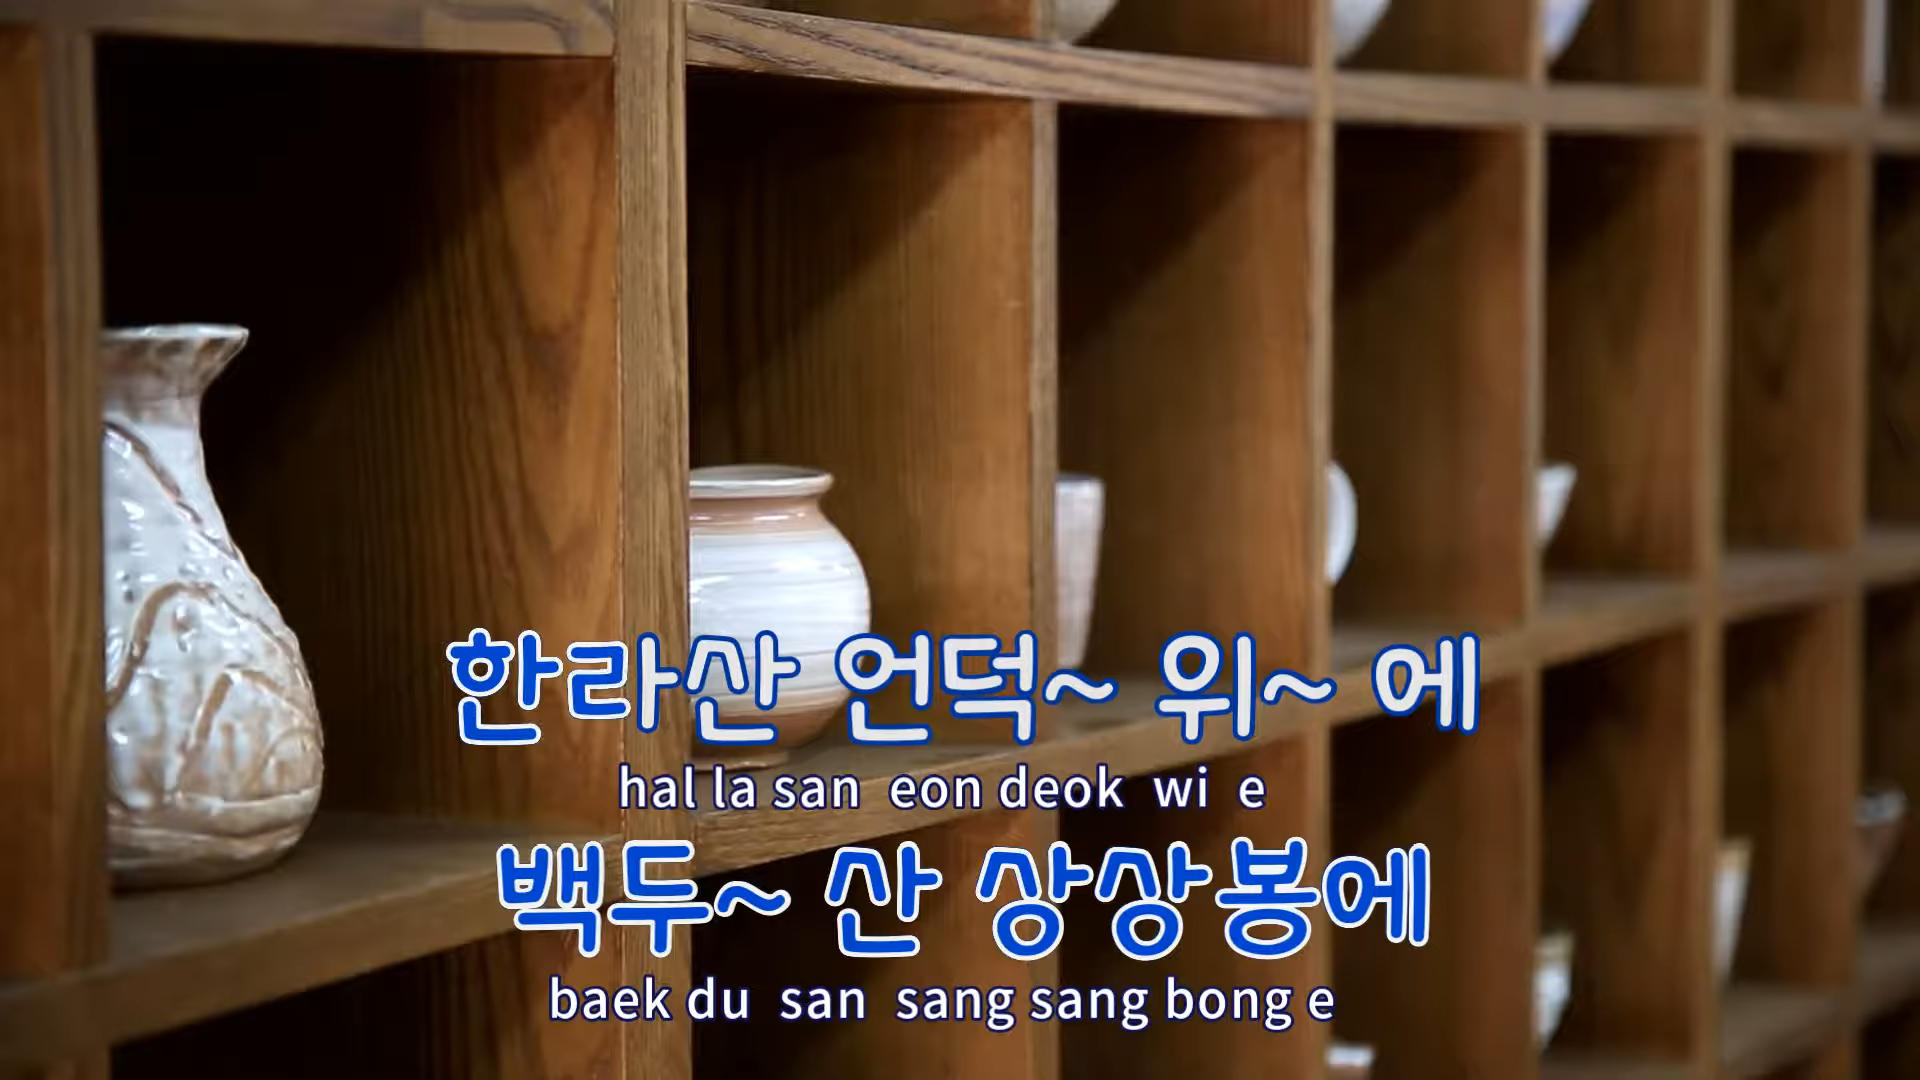 한라산 언덕~ 위~ 에
hal la san eon deok wi e
백두~ 산 상상봉에
baek du san sang sang bong e